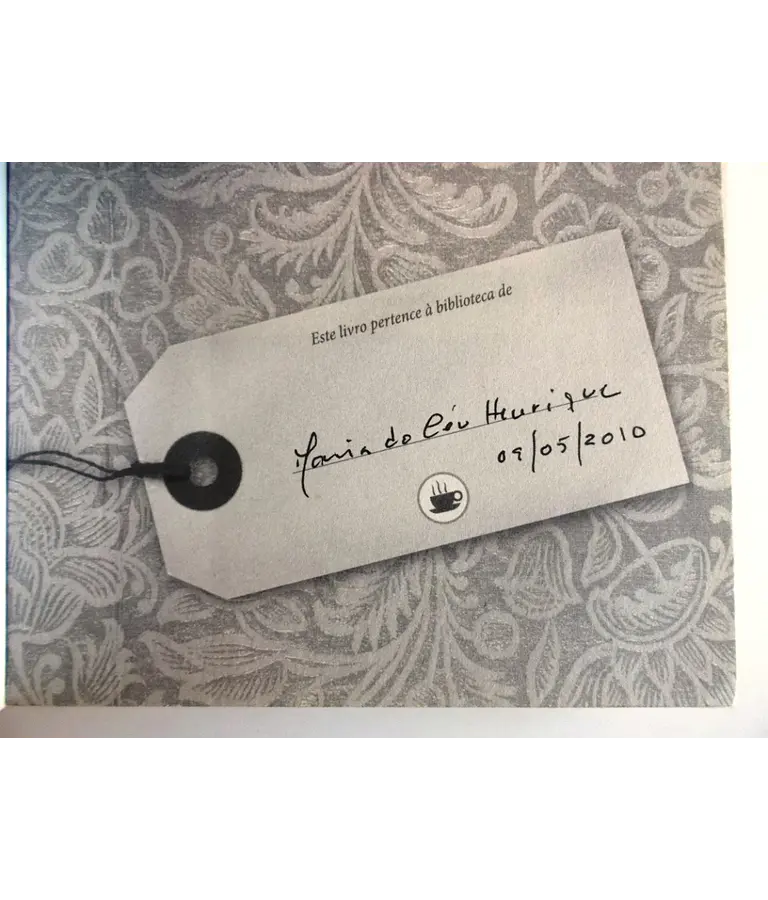 Este livro pertence à biblioteca de
Maria do Céu Henrique
09/05/2010